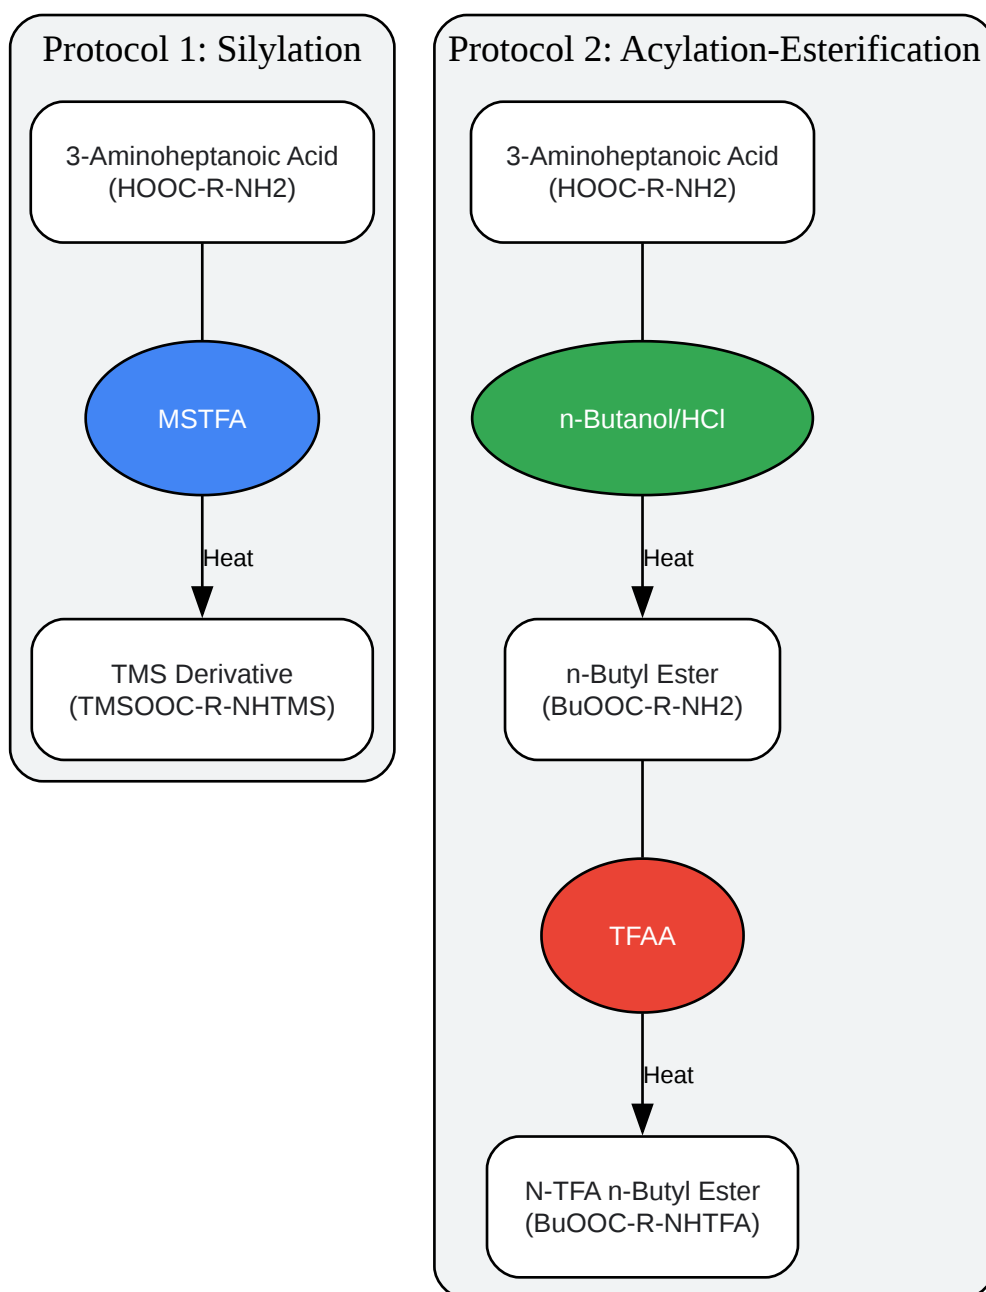 Protocol 1: Silylation
3-Aminoheptanoic Acid
(HOOC-R-NH2)
MSTFA
Heat
TMS Derivative
(TMSOOC-R-NHTMS)
Protocol 2: Acylation-Esterification
3-Aminoheptanoic Acid
(HOOC-R-NH2)
n-Butanol/HCl
Heat
n-Butyl Ester
(BuOOC-R-NH2)
TFAA
Heat
N-TFA n-Butyl Ester
(BuOOC-R-NHTFA)